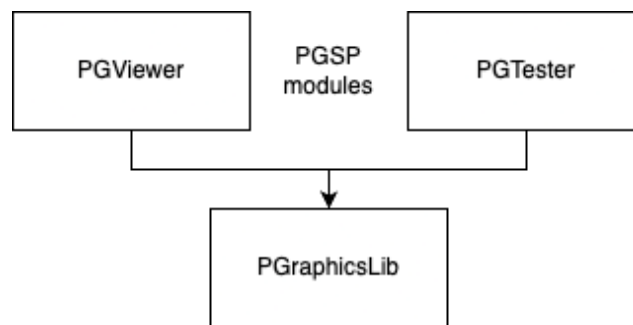 PGViewer
PGSP
modules
PGTester
PGraphicsLib